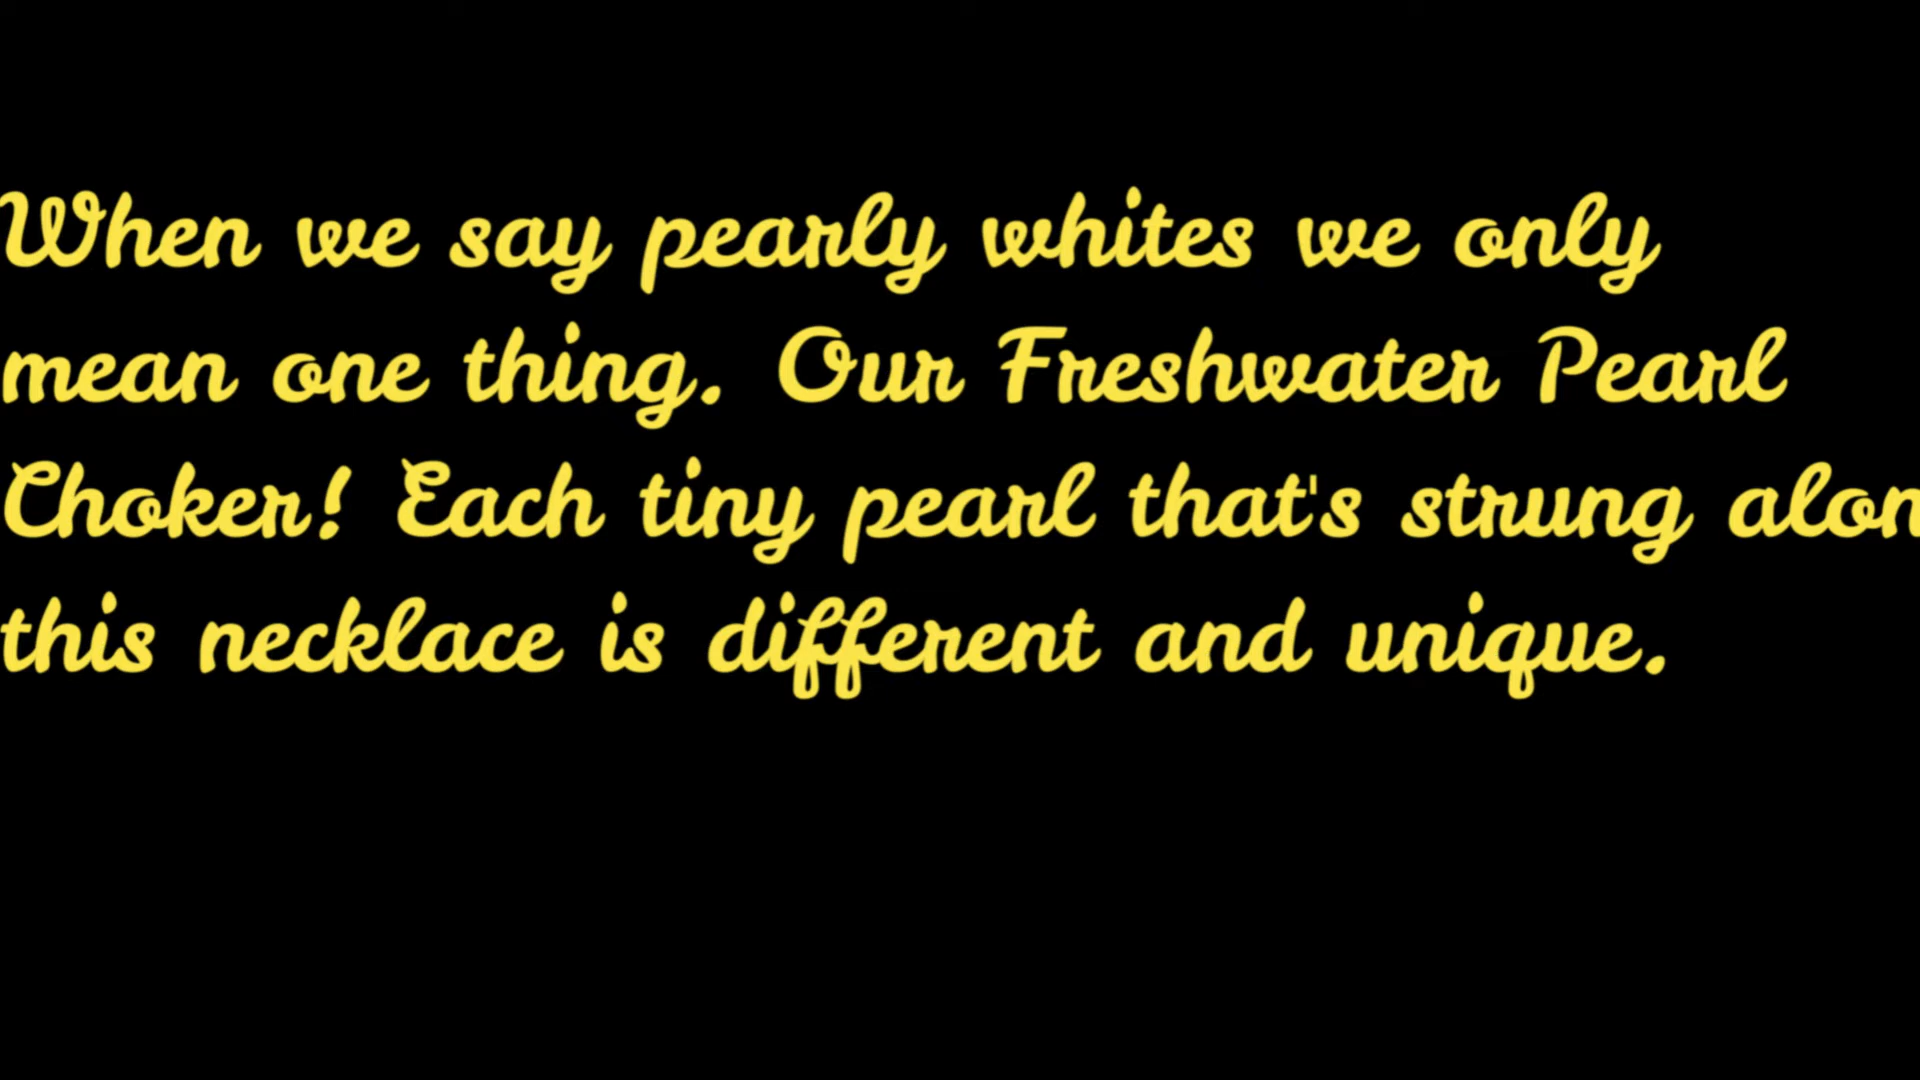 When we say pearly whites we only
mean one thing. Our Freshwater Pearl
Choker! Each tiny pearl that's strung alon
this necklace is different and unique.